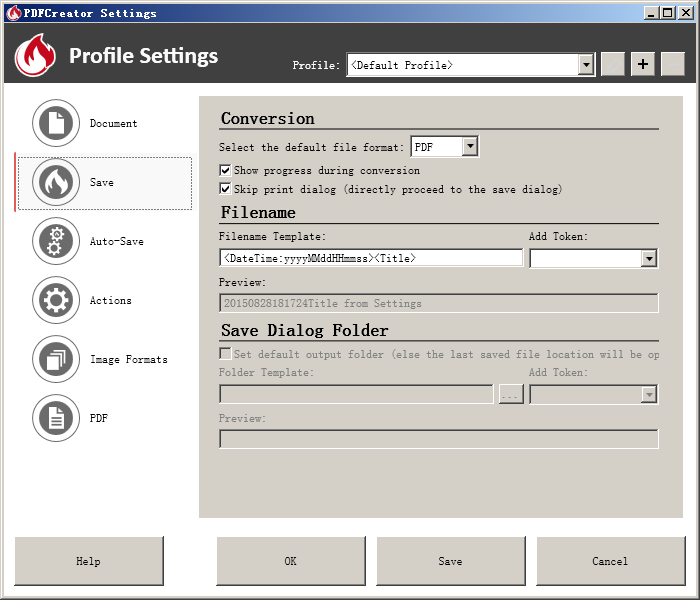 PDFCreator Settings
Profile Settings
Profile: <Default Profile>
+
Document
Save
Auto-Save
Actions
Image Formats
PDF
Conversion
Select the default file format: PDF
Show progress during conversion
Skip print dialog (directly proceed to the save dialog)
Filename
Filename Template: Add Token:
<DateTime:yyyyMMddHHmmss><Title>
Preview:
20150828181724Title from Settings
Save Dialog Folder
Set default output folder (else the last saved file location will be op
Folder Template: Add Token:
...
Preview:
Help OK Save Cancel